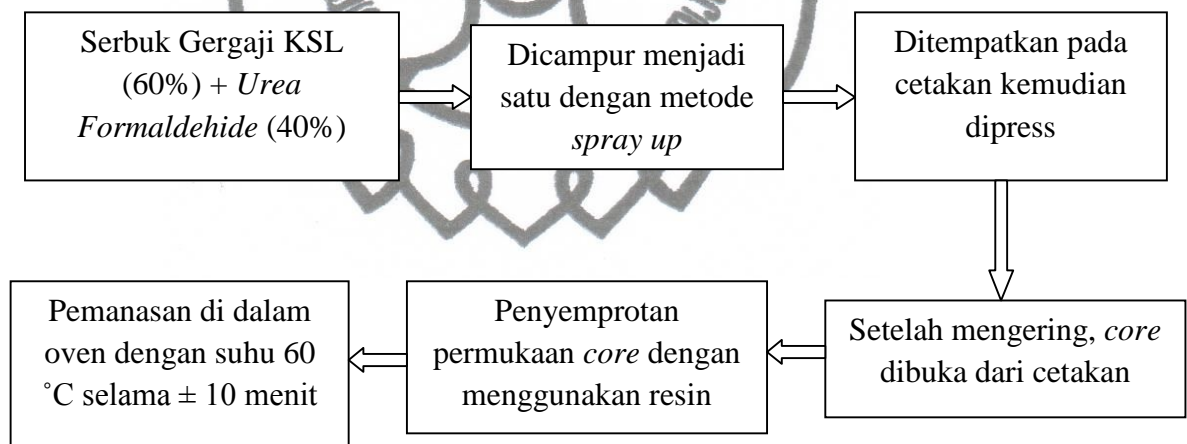 Serbuk Gergaji KSL
(60%) + Urea
Formaldehide (40%)
Dicampur menjadi
satu dengan metode
spray up
Ditempatkan pada
cetakan kemudian
dipress
Setelah mengering, core
dibuka dari cetakan
Penyemprotan
permukaan core dengan
menggunakan resin
Pemanasan di dalam
oven dengan suhu 60
˚C selama ± 10 menit